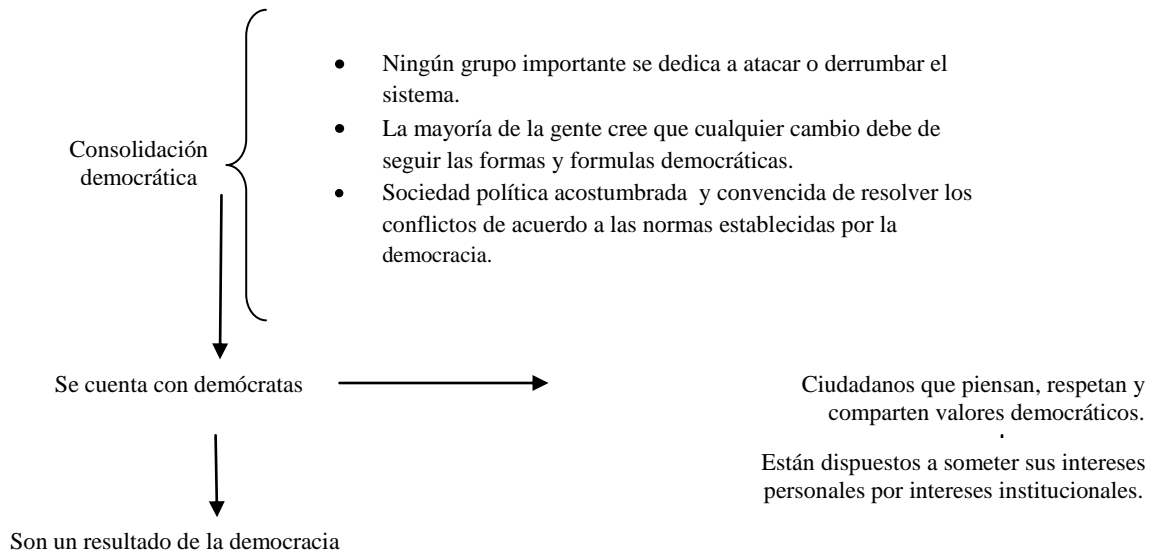 • Ningún grupo importante se dedica a atacar o derrumbar el
sistema.
• La mayoría de la gente cree que cualquier cambio debe de
seguir las formas y formulas democráticas.
• Sociedad política acostumbrada y convencida de resolver los
conflictos de acuerdo a las normas establecidas por la
democracia.
Consolidación
democrática
Se cuenta con demócratas
Ciudadanos que piensan, respetan y
comparten valores democráticos.
Están dispuestos a someter sus intereses
personales por intereses institucionales.
Son un resultado de la democracia